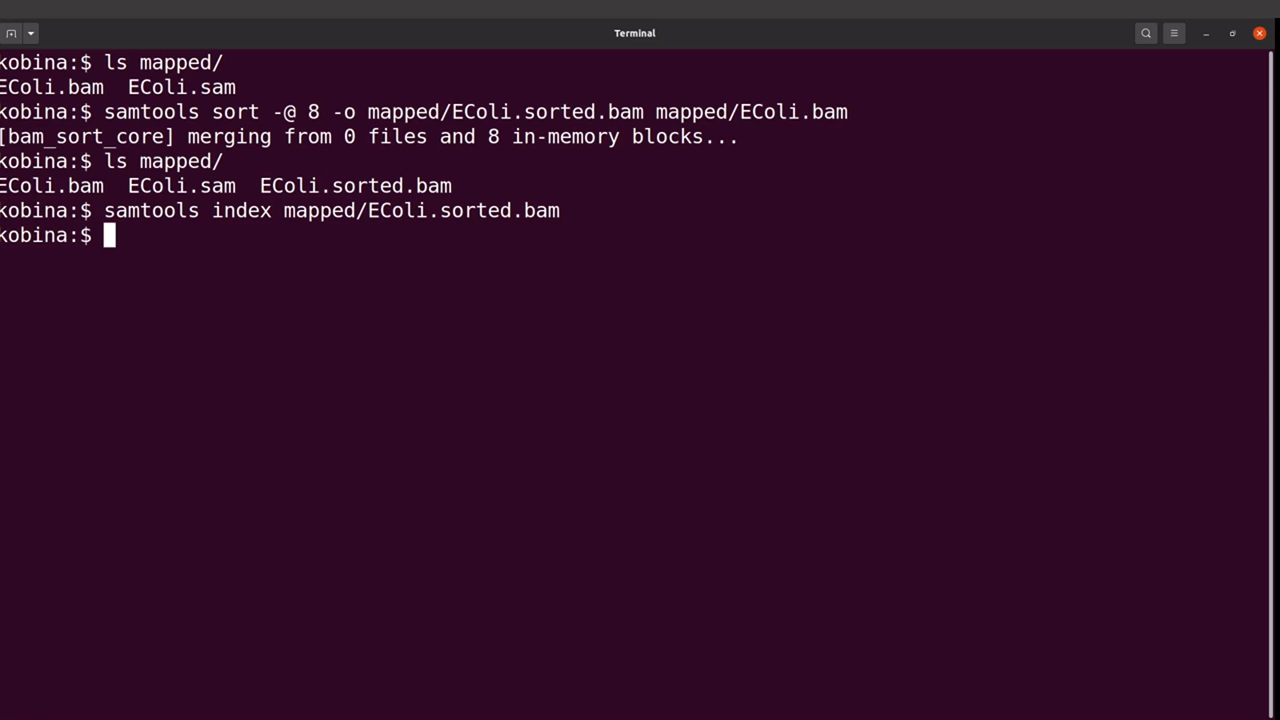 Terminal
kobina:$ ls mapped/
EColi.bam  EColi.sam
kobina:$ samtools sort -@ 8 -o mapped/EColi.sorted.bam mapped/EColi.bam
[bam_sort_core] merging from 0 files and 8 in-memory blocks...
kobina:$ ls mapped/
EColi.bam  EColi.sam  EColi.sorted.bam
kobina:$ samtools index mapped/EColi.sorted.bam
kobina:$